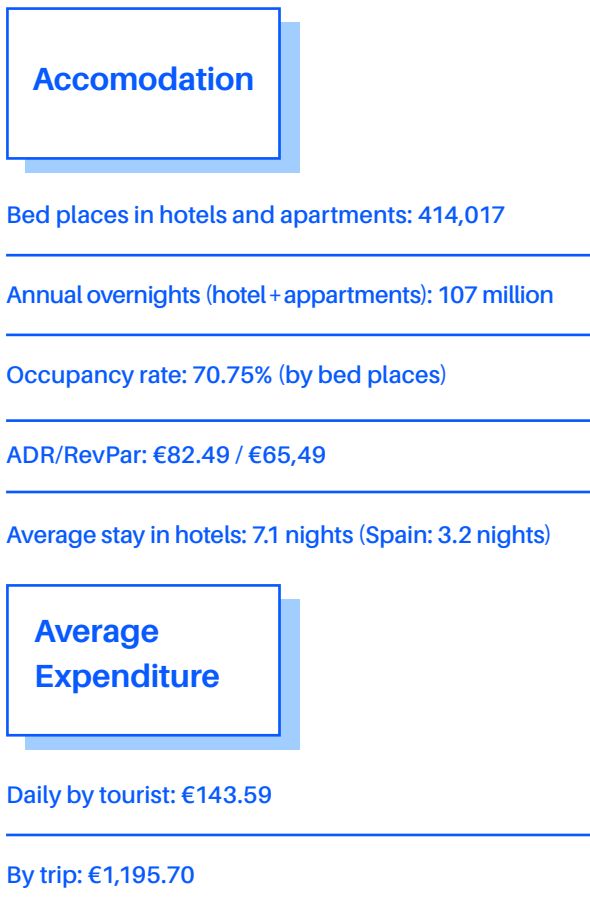 Accomodation
Bed places in hotels and apartments: 414,017
Annual overnights (hotel+appartments): 107 million
Occupancy rate: 70.75% (by bed places)
ADR/RevPar: €82.49 / €65,49
Average stay in hotels: 7.1 nights (Spain: 3.2 nights)
Average
Expenditure
Daily by tourist: €143.59
By trip: €1,195.70